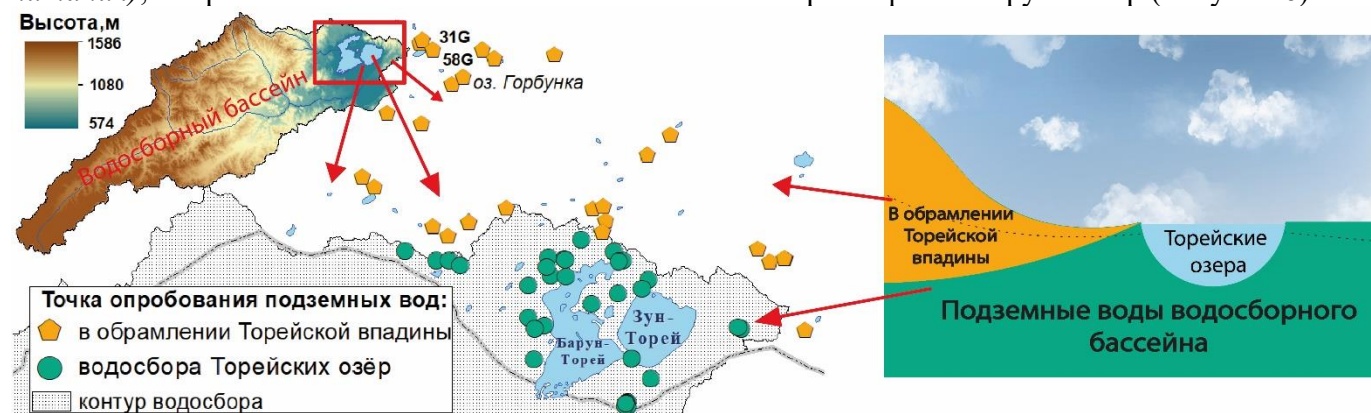 Высота,м
1586
1080
574
Водосборный бассейн
31G
58G
оз. Горбунка
Точка опробования подземных вод:
в обрамлении Торейской впадины
водосбора Торейских озёр
контур водосбора
Барун-
Торей
Зун-
Торей
В обрамлении
Торейской
впадины
Торейские
озера
Подземные воды водосборного
бассейна